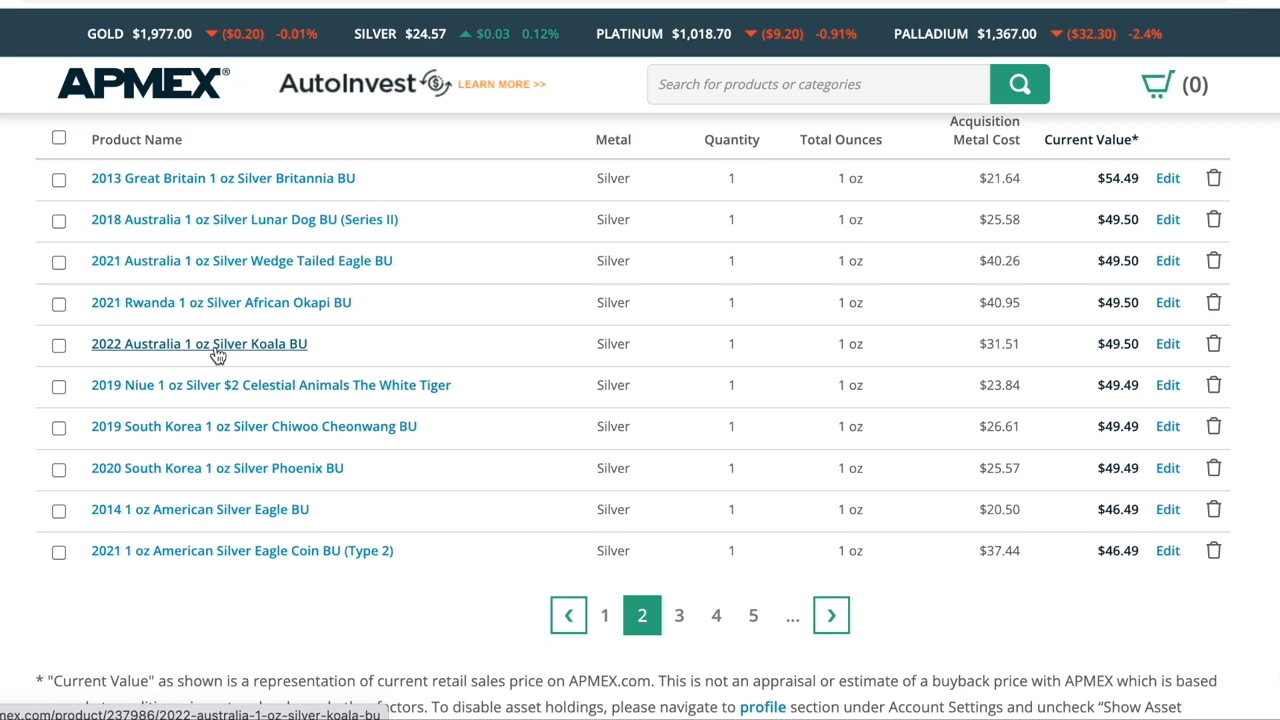 GOLD $1,977.00 ▼ ($0.20) -0.01% SILVER $24.57 ▲ $0.03 0.12% PLATINUM $1,018.70 ▼ ($9.20) -0.91% PALLADIUM $1,367.00 ▼ ($32.30) -2.4%
APMEX® AutoInvest LEARN MORE >> Search for products or categories (0)
Product Name Metal Quantity Total Ounces Acquisition Metal Cost Current Value*
2013 Great Britain 1 oz Silver Britannia BU Silver 1 1 oz $21.64 $54.49 Edit
2018 Australia 1 oz Silver Lunar Dog BU (Series II) Silver 1 1 oz $25.58 $49.50 Edit
2021 Australia 1 oz Silver Wedge Tailed Eagle BU Silver 1 1 oz $40.26 $49.50 Edit
2021 Rwanda 1 oz Silver African Okapi BU Silver 1 1 oz $40.95 $49.50 Edit
2022 Australia 1 oz Silver Koala BU Silver 1 1 oz $31.51 $49.50 Edit
2019 Niue 1 oz Silver $2 Celestial Animals The White Tiger Silver 1 1 oz $23.84 $49.49 Edit
2019 South Korea 1 oz Silver Chiwoo Cheonwang BU Silver 1 1 oz $26.61 $49.49 Edit
2020 South Korea 1 oz Silver Phoenix BU Silver 1 1 oz $25.57 $49.49 Edit
2014 1 oz American Silver Eagle BU Silver 1 1 oz $20.50 $46.49 Edit
2021 1 oz American Silver Eagle Coin BU (Type 2) Silver 1 1 oz $37.44 $46.49 Edit
1 2 3 4 5 ...
* "Current Value" as shown is a representation of current retail sales price on APMEX.com. This is not an appraisal or estimate of a buyback price with APMEX which is based
To disable asset holdings, please navigate to profile section under Account Settings and uncheck “Show Asset
mex.com/product/237986/2022-australia-1-oz-silver-koala-bu